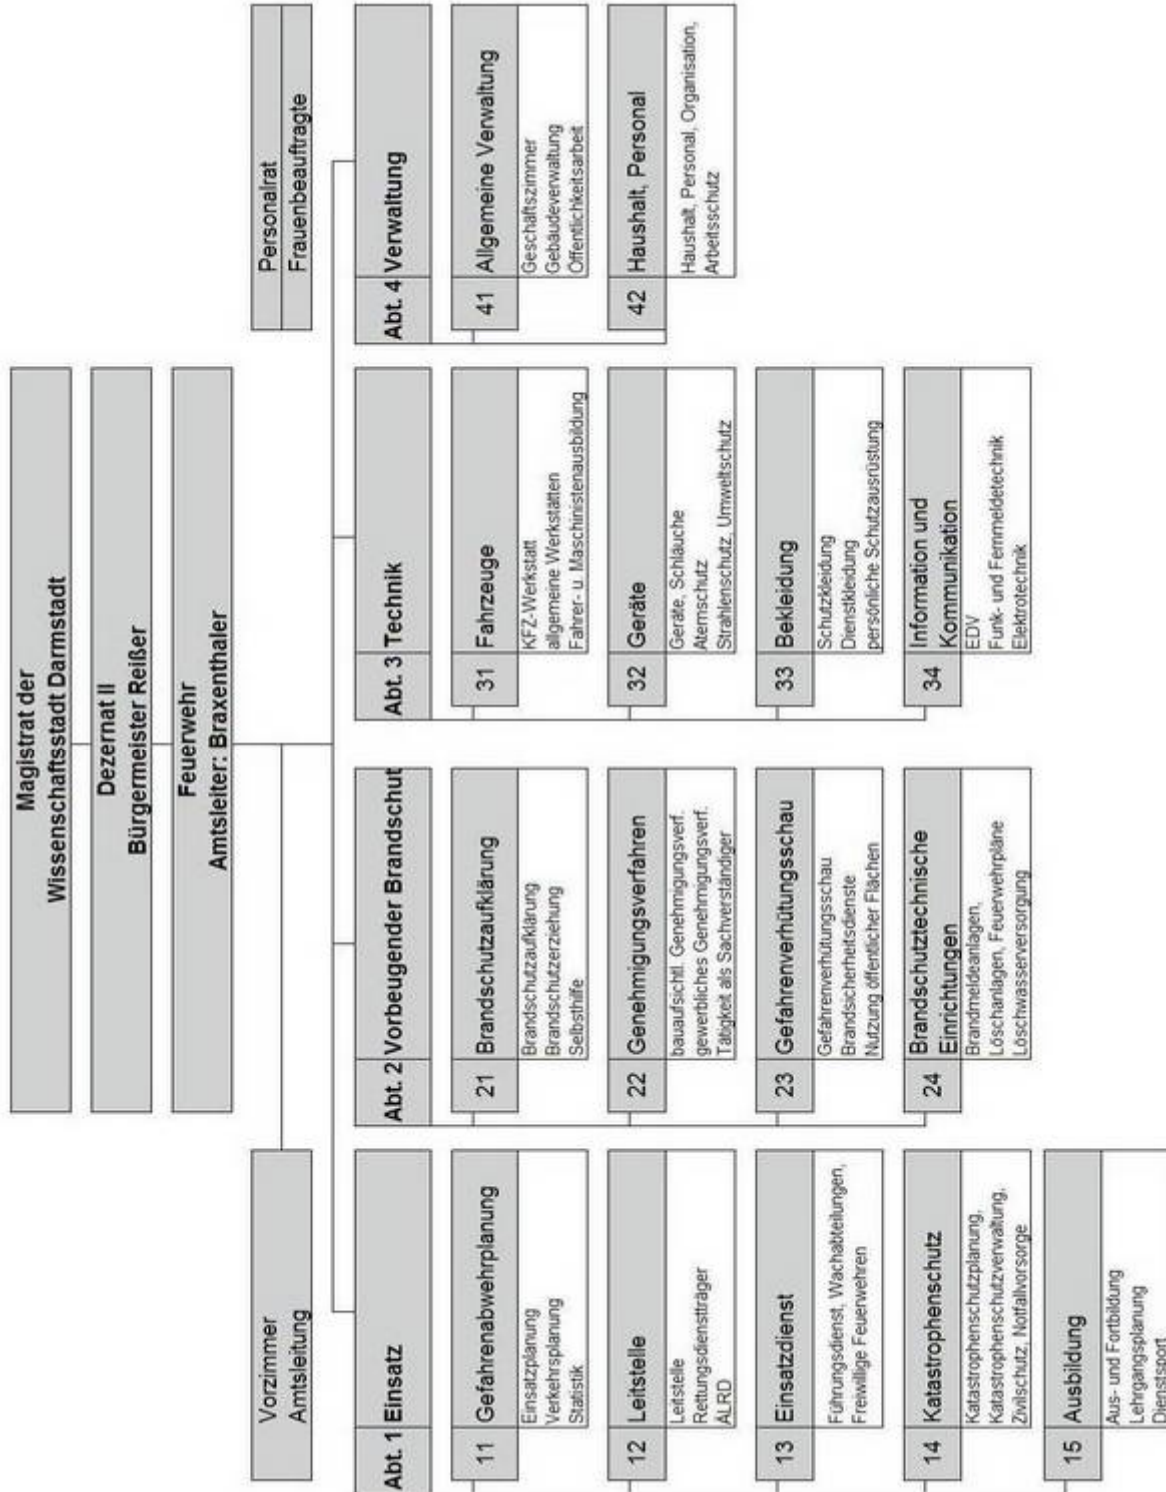 Magistrat der
Wissenschaftsstadt Darmstadt
Dezernat II
Bürgermeister Reißer
Feuerwehr
Amtsleiter: Braxenthaler
Vorzimmer
Amtsleitung
Personalrat
Frauenbeauftragte
Abt. 1 Einsatz
11 Gefahrenabwehrplanung
Einsatzplanung
Verkehrsplanung
Statistik
12 Leitstelle
Leitstelle
Rettungsdienstträger
ALRD
13 Einsatzdienst
Führungsdienst, Wachabteilungen,
Freiwillige Feuerwehren
14 Katastrophenschutz
Katastrophenschutzplanung,
Katastrophenschutzverwaltung,
Zivilschutz, Notfallvorsorge
15 Ausbildung
Aus- und Fortbildung
Lehrgangsplanung
Dienstsport
Abt. 2 Vorbeugender Brandschut
21 Brandschutzaufklärung
Brandschutzaufklärung
Brandschutzerziehung
Selbsthilfe
22 Genehmigungsverfahren
bauaufsichtl. Genehmigungsverf.
gewerbliches Genehmigungsverf.
Tätigkeit als Sachverständiger
23 Gefahrenverhütungsschau
Gefahrenverhütungsschau
Brandsicherheitsdienste
Nutzung öffentlicher Flächen
24 Brandschutztechnische
Einrichtungen
Brandmeldeanlagen,
Löschanlagen, Feuerwehrpläne
Löschwasserversorgung
Abt. 3 Technik
31 Fahrzeuge
KFZ-Werkstatt
allgemeine Werkstätten
Fahrer- u. Maschinistenausbildung
32 Geräte
Geräte, Schläuche
Atemschutz
Strahlenschutz, Umweltschutz
33 Bekleidung
Schutzkleidung
Dienstkleidung
persönliche Schutzausrüstung
34 Information und
Kommunikation
EDV
Funk- und Fernmeldetechnik
Elektrotechnik
Abt. 4 Verwaltung
41 Allgemeine Verwaltung
Geschäftszimmer
Gebäudeverwaltung
Öffentlichkeitsarbeit
42 Haushalt, Personal
Haushalt, Personal, Organisation,
Arbeitsschutz